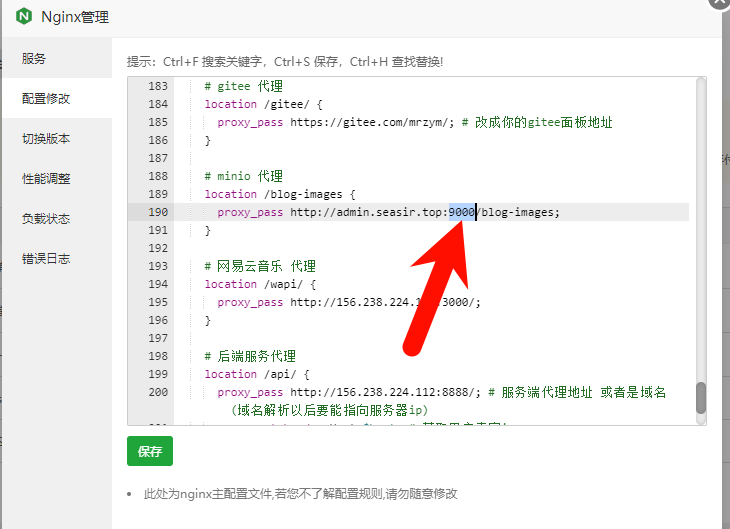 Nginx管理
服务
配置修改
切换版本
性能调整
负载状态
错误日志
提示：Ctrl+F 搜索关键字，Ctrl+S 保存，Ctrl+H 查找替换!
183 # gitee 代理
184 location /gitee/ {
185 proxy_pass https://gitee.com/mrzym/; # 改成你的gitee面板地址
186 }
187
188 # minio 代理
189 location /blog-images {
190 proxy_pass http://admin.seasir.top:9000/blog-images;
191 }
192
193 # 网易云音乐 代理
194 location /wapi/ {
195 proxy_pass http://156.238.224.1 3000/;
196 }
197
198 # 后端服务代理
199 location /api/ {
200 proxy_pass http://156.238.224.112:8888/; # 服务端代理地址 或者是域名
(域名解析以后要能指向服务器ip)
保存
此处为nginx主配置文件,若您不了解配置规则,请勿随意修改